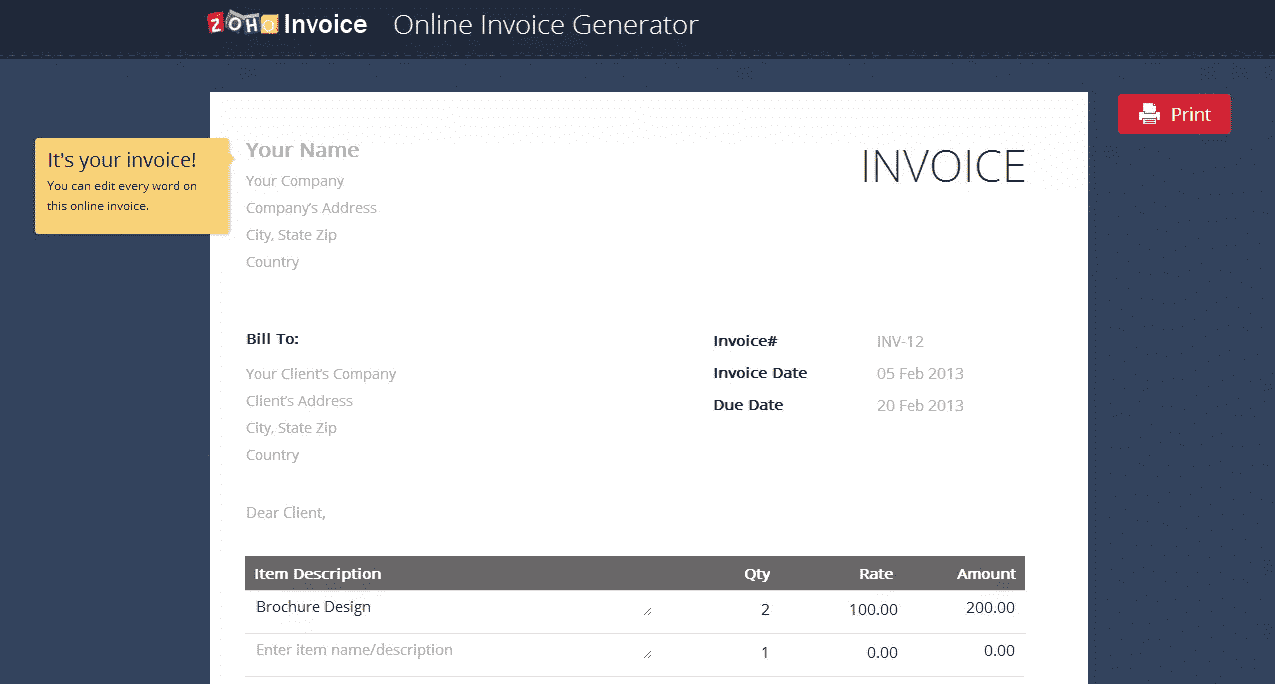 ZOHO Invoice Online Invoice Generator
Print
It's your invoice!
You can edit every word on
this online invoice.
Your Name
Your Company
Company's Address
City, State Zip
Country
INVOICE
Bill To:
Your Client's Company
Client's Address
City, State Zip
Country
Invoice# INV-12
Invoice Date 05 Feb 2013
Due Date 20 Feb 2013
Dear Client,
Item Description Qty Rate Amount
Brochure Design 2 100.00 200.00
Enter item name/description 1 0.00 0.00